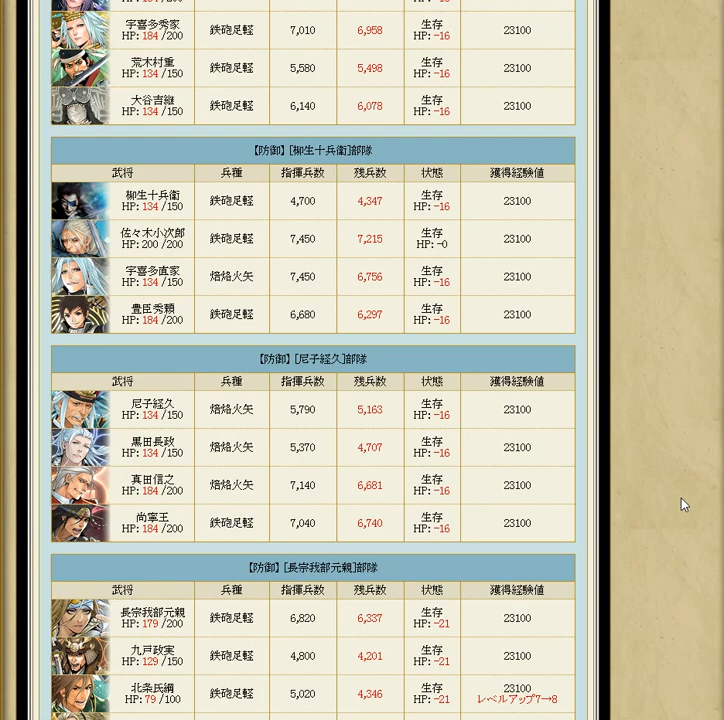 宇喜多秀家
HP: 184 /200 鉄砲足軽 7,010 6,958 生存 HP: -16 23100
荒木村重
HP: 134 /150 鉄砲足軽 5,580 5,498 生存 HP: -16 23100
大谷吉継
HP: 134 /150 鉄砲足軽 6,140 6,078 生存 HP: -16 23100
【防御】[柳生十兵衛]部隊
武将 兵種 指揮兵数 残兵数 状態 獲得経験値
柳生十兵衛
HP: 134 /150 鉄砲足軽 4,700 4,347 生存 HP: -16 23100
佐々木小次郎
HP: 200 /200 鉄砲足軽 7,450 7,215 生存 HP: -0 23100
宇喜多直家
HP: 134 /150 焙烙火矢 7,450 6,756 生存 HP: -16 23100
豊臣秀頼
HP: 184 /200 鉄砲足軽 6,680 6,297 生存 HP: -16 23100
【防御】[尼子経久]部隊
武将 兵種 指揮兵数 残兵数 状態 獲得経験値
尼子経久
HP: 134 /150 焙烙火矢 5,790 5,163 生存 HP: -16 23100
黒田長政
HP: 134 /150 焙烙火矢 5,370 4,707 生存 HP: -16 23100
真田信之
HP: 184 /200 焙烙火矢 7,140 6,681 生存 HP: -16 23100
尚寧王
HP: 184 /200 鉄砲足軽 7,040 6,740 生存 HP: -16 23100
【防御】[長宗我部元親]部隊
武将 兵種 指揮兵数 残兵数 状態 獲得経験値
長宗我部元親
HP: 179 /200 鉄砲足軽 6,820 6,337 生存 HP: -21 23100
九戸政実
HP: 129 /150 鉄砲足軽 4,800 4,201 生存 HP: -21 23100
北条氏綱
HP: 79 /100 鉄砲足軽 5,020 4,346 生存 HP: -21 23100
レベルアップ7→8